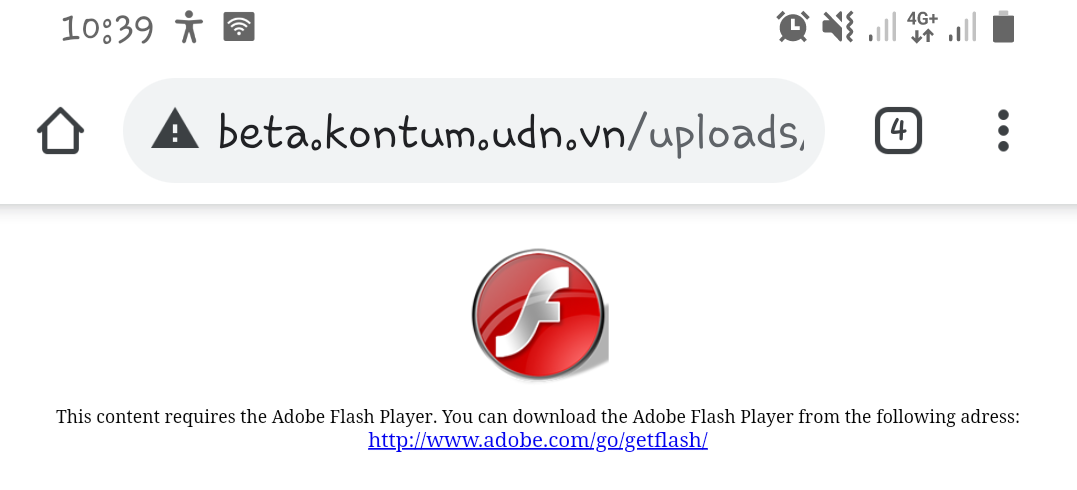 10:39
4G+
beta.kontum.udn.vn/uploads/
4
This content requires the Adobe Flash Player. You can download the Adobe Flash Player from the following adress:
http://www.adobe.com/go/getflash/